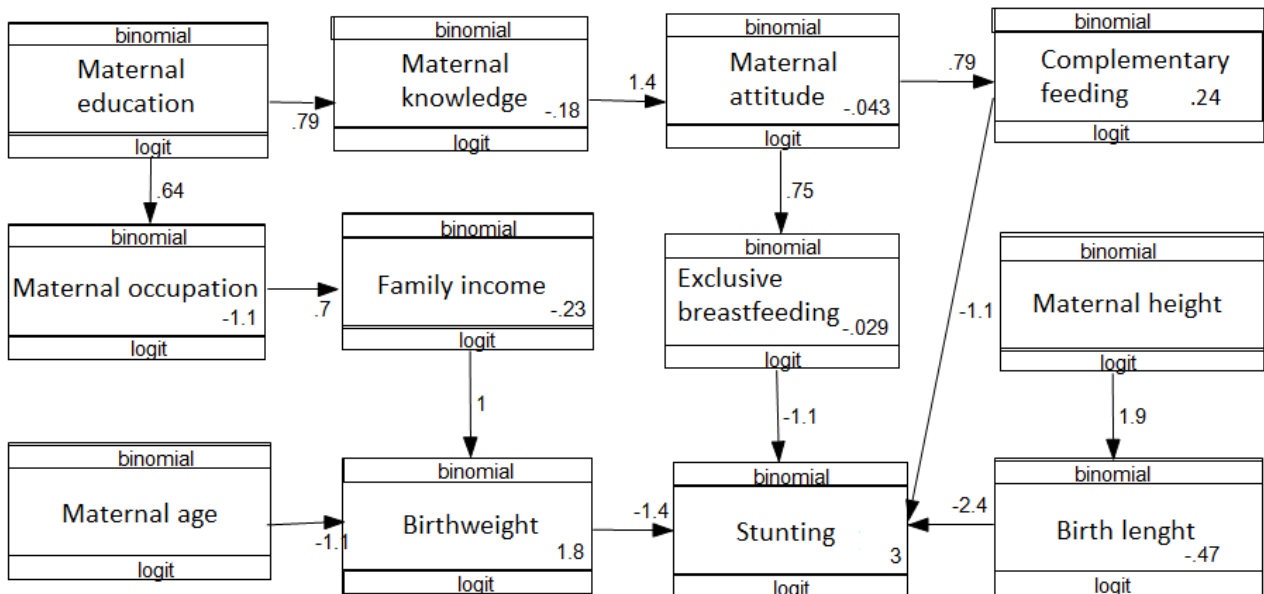 binomial
Maternal
education
logit
.79
binomial
Maternal
knowledge
-.18
logit
1.4
binomial
Maternal
attitude
-.043
logit
.79
binomial
Complementary
feeding .24
logit
.64
.75
binomial
Maternal occupation
-1.1
logit
.7
binomial
Family income
-.23
logit
binomial
Exclusive
breastfeeding
-.029
logit
-1.1
binomial
Maternal height
logit
1
-1.1
1.9
binomial
Maternal age
logit
-1.1
binomial
Birthweight
1.8
logit
-1.4
binomial
Stunting
3
logit
-2.4
binomial
Birth lenght
-.47
logit